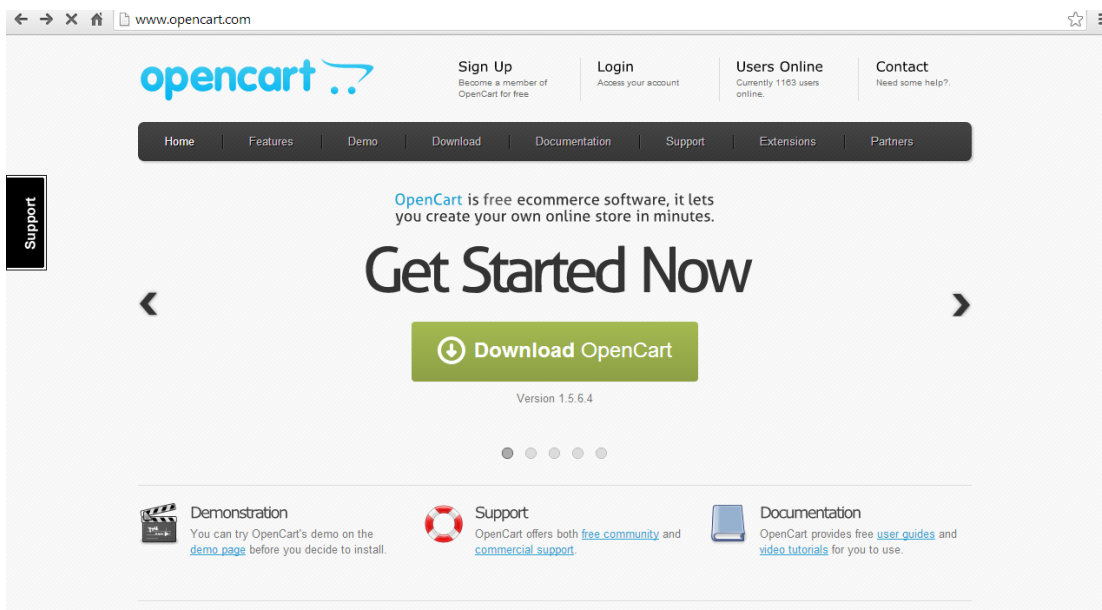 www.opencart.com
opencart
Sign Up
Become a member of
OpenCart for free
Login
Access your account
Users Online
Currently 1163 users
online.
Contact
Need some help?.
Home Features Demo Download Documentation Support Extensions Partners
Support
OpenCart is free ecommerce software, it lets
you create your own online store in minutes.
Get Started Now
Download OpenCart
Version 1.5.6.4
Demonstration
You can try OpenCart's demo on the
demo page before you decide to install.
Support
OpenCart offers both free community and
commercial support.
Documentation
OpenCart provides free user guides and
video tutorials for you to use.